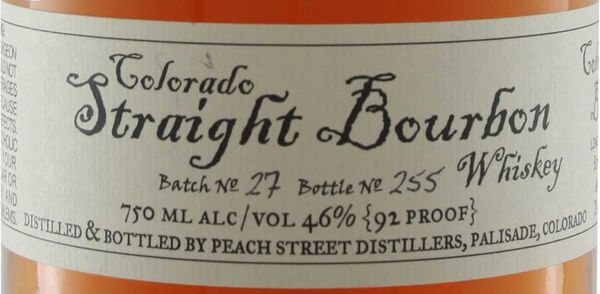 Colorado
Straight Bourbon
Whiskey
Batch No 27 Bottle No 255
750 ML ALC/VOL 46% {92 PROOF}
DISTILLED & BOTTLED BY PEACH STREET DISTILLERS, PALISADE, COLORADO